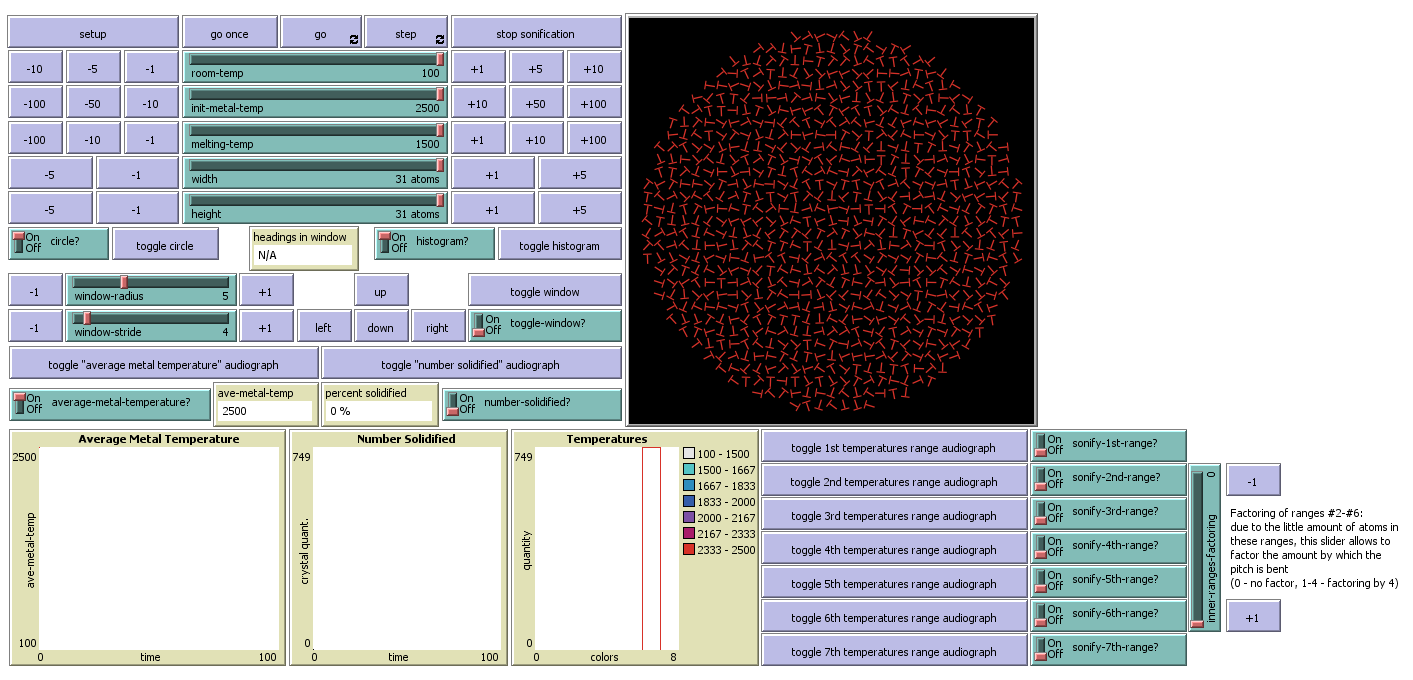 setup
go once
go
step
stop sonification
-10
-5
-1
room-temp 100
+1
+5
+10
-100
-50
-10
init-metal-temp 2500
+10
+50
+100
-100
-10
-1
melting-temp 1500
+1
+10
+100
-5
-1
width 31 atoms
+1
+5
-5
-1
height 31 atoms
+1
+5
On
Off
circle?
toggle circle
headings in window
N/A
On
Off
histogram?
toggle histogram
-1
window-radius 5
+1
up
toggle window
-1
window-stride 4
+1
left
down
right
On
Off
toggle-window?
toggle "average metal temperature" audiograph
toggle "number solidified" audiograph
On
Off
average-metal-temperature?
ave-metal-temp
2500
percent solidified
0 %
On
Off
number-solidified?
Average Metal Temperature
2500
ave-metal-temp
100
0
time
100
Number Solidified
749
crystal quant.
0
0
time
100
Temperatures
749
quantity
0
0
colors
8
100 - 1500
1500 - 1667
1667 - 1833
1833 - 2000
2000 - 2167
2167 - 2333
2333 - 2500
toggle 1st temperatures range audiograph
On
Off
sonify-1st-range?
toggle 2nd temperatures range audiograph
On
Off
sonify-2nd-range?
toggle 3rd temperatures range audiograph
On
Off
sonify-3rd-range?
toggle 4th temperatures range audiograph
On
Off
sonify-4th-range?
toggle 5th temperatures range audiograph
On
Off
sonify-5th-range?
toggle 6th temperatures range audiograph
On
Off
sonify-6th-range?
toggle 7th temperatures range audiograph
On
Off
sonify-7th-range?
inner-ranges-factoring 0
-1
Factoring of ranges #2-#6:
due to the little amount of atoms in
these ranges, this slider allows to
factor the amount by which the
pitch is bent
(0 - no factor, 1-4 - factoring by 4)
+1